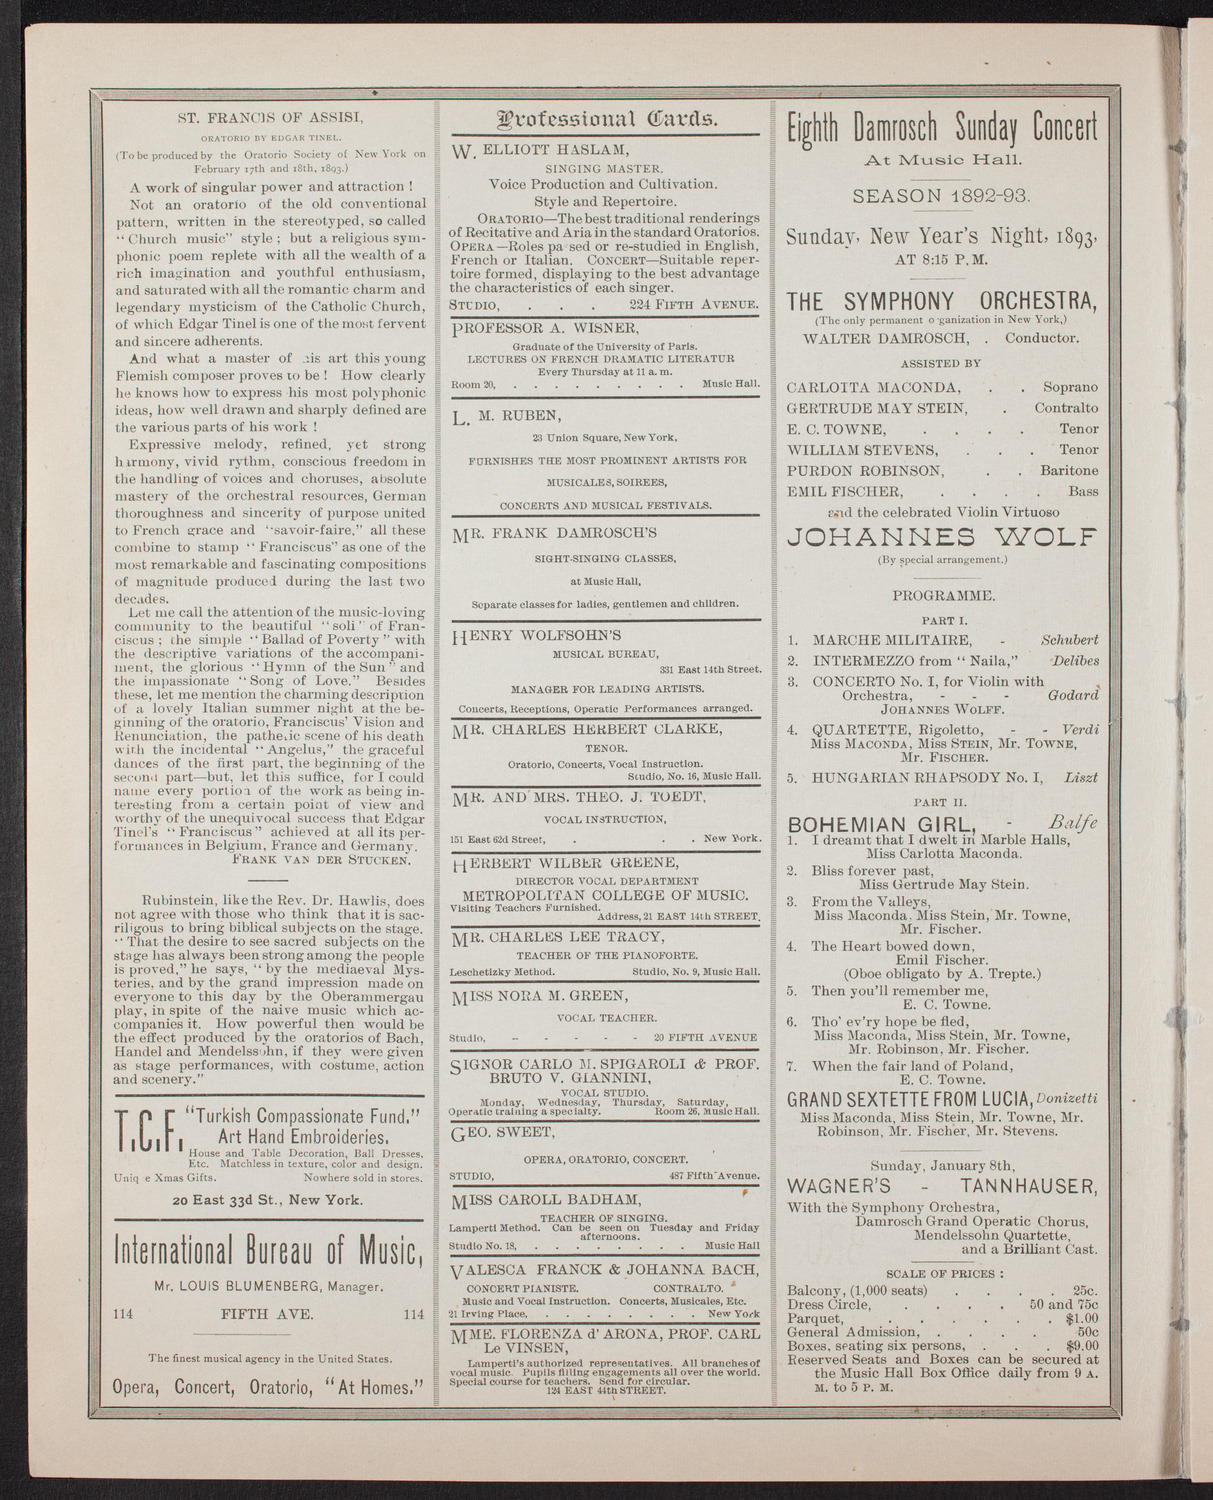 ST. FRANCIS OF ASSISI,
ORATORIO BY EDGAR TINEL.
(To be produced by the Oratorio Society of New York on
February 17th and 18th, 1893.)
A work of singular power and attraction !
Not an oratorio of the old conventional
pattern, written in the stereotyped, so called
“ Church music” style ; but a religious sym-
phonic poem replete with all the wealth of a
rich imagination and youthful enthusiasm,
and saturated with all the romantic charm and
legendary mysticism of the Catholic Church,
of which Edgar Tinel is one of the most fervent
and sincere adherents.
And what a master of his art this young
Flemish composer proves to be ! How clearly
he knows how to express his most polyphonic
ideas, how well drawn and sharply defined are
the various parts of his work !
Expressive melody, refined, yet strong
harmony, vivid rythm, conscious freedom in
the handling of voices and choruses, absolute
mastery of the orchestral resources, German
thoroughness and sincerity of purpose united
to French grace and “savoir-faire,” all these
combine to stamp “ Franciscus” as one of the
most remarkable and fascinating compositions
of magnitude produced during the last two
decades.
Let me call the attention of the music-loving
community to the beautiful “ soli ” of Fran-
ciscus ; the simple “ Ballad of Poverty ” with
the descriptive variations of the accompani-
ment, the glorious “ Hymn of the Sun ” and
the impassionate “ Song of Love.” Besides
these, let me mention the charming description
of a lovely Italian summer night at the be-
ginning of the oratorio, Franciscus’ Vision and
Renunciation, the pathetic scene of his death
with the incidental “ Angelus,” the graceful
dances of the first part, the beginning of the
second part—but, let this suffice, for I could
name every portion of the work as being in-
teresting from a certain point of view and
worthy of the unequivocal success that Edgar
Tinel’s “ Franciscus ” achieved at all its per-
formances in Belgium, France and Germany.
FRANK VAN DER STUCKEN.
Rubinstein, like the Rev. Dr. Hawlis, does
not agree with those who think that it is sac-
riligous to bring biblical subjects on the stage.
“ That the desire to see sacred subjects on the
stage has always been strong among the people
is proved,” he says, “ by the mediaeval Mys-
teries, and by the grand impression made on
everyone to this day by the Oberammergau
play, in spite of the naive music which ac-
companies it. How powerful then would be
the effect produced by the oratorios of Bach,
Handel and Mendelssohn, if they were given
as stage performances, with costume, action
and scenery.”
T.C.F. “Turkish Compassionate Fund.”
Art Hand Embroideries.
House and Table Decoration, Ball Dresses.
Etc. Matchless in texture, color and design.
Uniq e Xmas Gifts. Nowhere sold in stores.
20 East 33d St., New York.
International Bureau of Music,
Mr. LOUIS BLUMENBERG, Manager.
114 FIFTH AVE. 114
The finest musical agency in the United States.
Opera, Concert, Oratorio, “At Homes.”
Professional Cards.
W. ELLIOTT HASLAM,
SINGING MASTER.
Voice Production and Cultivation.
Style and Repertoire.
ORATORIO—The best traditional renderings
of Recitative and Aria in the standard Oratorios.
OPERA—Roles pa sed or re-studied in English,
French or Italian. CONCERT—Suitable reper-
toire formed, displaying to the best advantage
the characteristics of each singer.
STUDIO, . . . 224 FIFTH AVENUE.
PROFESSOR A. WISNER,
Graduate of the University of Paris.
LECTURES ON FRENCH DRAMATIC LITERATUR
Every Thursday at 11 a. m.
Room 20, . . . . . . . . . Music Hall.
L. M. RUBEN,
23 Union Square, New York,
FURNISHES THE MOST PROMINENT ARTISTS FOR
MUSICALES, SOIREES,
CONCERTS AND MUSICAL FESTIVALS.
MR. FRANK DAMROSCH'S
SIGHT-SINGING CLASSES,
at Music Hall,
Separate classes for ladies, gentlemen and children.
HENRY WOLFSOHN'S
MUSICAL BUREAU,
331 East 14th Street.
MANAGER FOR LEADING ARTISTS.
Concerts, Receptions, Operatic Performances arranged.
MR. CHARLES HERBERT CLARKE,
TENOR.
Oratorio, Concerts, Vocal Instruction.
Studio, No. 16, Music Hall.
MR. AND MRS. THEO. J. TOEDT,
VOCAL INSTRUCTION,
151 East 62d Street, . . . New York.
HERBERT WILBER GREENE,
DIRECTOR VOCAL DEPARTMENT
METROPOLITAN COLLEGE OF MUSIC.
Visiting Teachers Furnished.
Address, 21 EAST 14th STREET.
MR. CHARLES LEE TRACY,
TEACHER OF THE PIANOFORTE.
Leschetizky Method. Studio, No. 9, Music Hall.
MISS NORA M. GREEN,
VOCAL TEACHER.
Studio, - - - - - 20 FIFTH AVENUE
SIGNOR CARLO M. SPIGAROLI & PROF.
BRUTO V. GIANNINI,
VOCAL STUDIO.
Monday, Wednesday, Thursday, Saturday,
Operatic training a specialty. Room 26, Music Hall.
GEO. SWEET,
OPERA, ORATORIO, CONCERT.
STUDIO, 487 Fifth Avenue.
MISS CAROLL BADHAM,
TEACHER OF SINGING.
Lamperti Method. Can be seen on Tuesday and Friday
afternoons.
Studio No. 18, . . . . . . . Music Hall
VALESCA FRANCK & JOHANNA BACH,
CONCERT PIANISTE. CONTRALTO.
Music and Vocal Instruction. Concerts, Musicales, Etc.
21 Irving Place, . . . . . . . . New York
MME. FLORENZA d' ARONA, PROF. CARL
Le VINSEN,
Lamperti's authorized representatives. All branches of
vocal music. Pupils filling engagements all over the world.
Special course for teachers. Send for circular.
124 EAST 44th STREET.
Eighth Damrosch Sunday Concert
At Music Hall.
SEASON 1892-93.
Sunday, New Year's Night, 1893,
AT 8:15 P. M.
THE SYMPHONY ORCHESTRA,
(The only permanent o ganization in New York,)
WALTER DAMROSCH, . Conductor.
ASSISTED BY
CARLOTTA MACONDA, . . Soprano
GERTRUDE MAY STEIN, . Contralto
E. C. TOWNE, . . . . Tenor
WILLIAM STEVENS, . . . Tenor
PURDON ROBINSON, . . Baritone
EMIL FISCHER, . . . . Bass
and the celebrated Violin Virtuoso
JOHANNES WOLF
(By special arrangement.)
PROGRAMME.
PART I.
1. MARCHE MILITAIRE, - Schubert
2. INTERMEZZO from “ Naila,” Delibes
3. CONCERTO No. I, for Violin with
Orchestra, - - - Godard
JOHANNES WOLFF.
4. QUARTETTE, Rigoletto, - - Verdi
Miss MACONDA, Miss STEIN, Mr. TOWNE,
Mr. FISCHER.
5. HUNGARIAN RHAPSODY No. I, Liszt
PART II.
BOHEMIAN GIRL, - Balfe
1. I dreamt that I dwelt in Marble Halls,
Miss Carlotta Maconda.
2. Bliss forever past,
Miss Gertrude May Stein.
3. From the Valleys,
Miss Maconda, Miss Stein, Mr. Towne,
Mr. Fischer.
4. The Heart bowed down,
Emil Fischer.
(Oboe obligato by A. Trepte.)
5. Then you'll remember me,
E. C. Towne.
6. Tho' ev'ry hope be fled,
Miss Maconda, Miss Stein, Mr. Towne,
Mr. Robinson, Mr. Fischer.
7. When the fair land of Poland,
E. C. Towne.
GRAND SEXTETTE FROM LUCIA, Donizetti
Miss Maconda, Miss Stein, Mr. Towne, Mr.
Robinson, Mr. Fischer, Mr. Stevens.
Sunday, January 8th,
WAGNER'S - TANNHAUSER,
With the Symphony Orchestra,
Damrosch Grand Operatic Chorus,
Mendelssohn Quartette,
and a Brilliant Cast.
SCALE OF PRICES :
Balcony, (1,000 seats) . . . . 25c.
Dress Circle, . . . . 50 and 75c
Parquet, . . . . . . $1.00
General Admission, . . . . 50c
Boxes, seating six persons, . . . $9.00
Reserved Seats and Boxes can be secured at
the Music Hall Box Office daily from 9 A.
M. to 5 P. M.